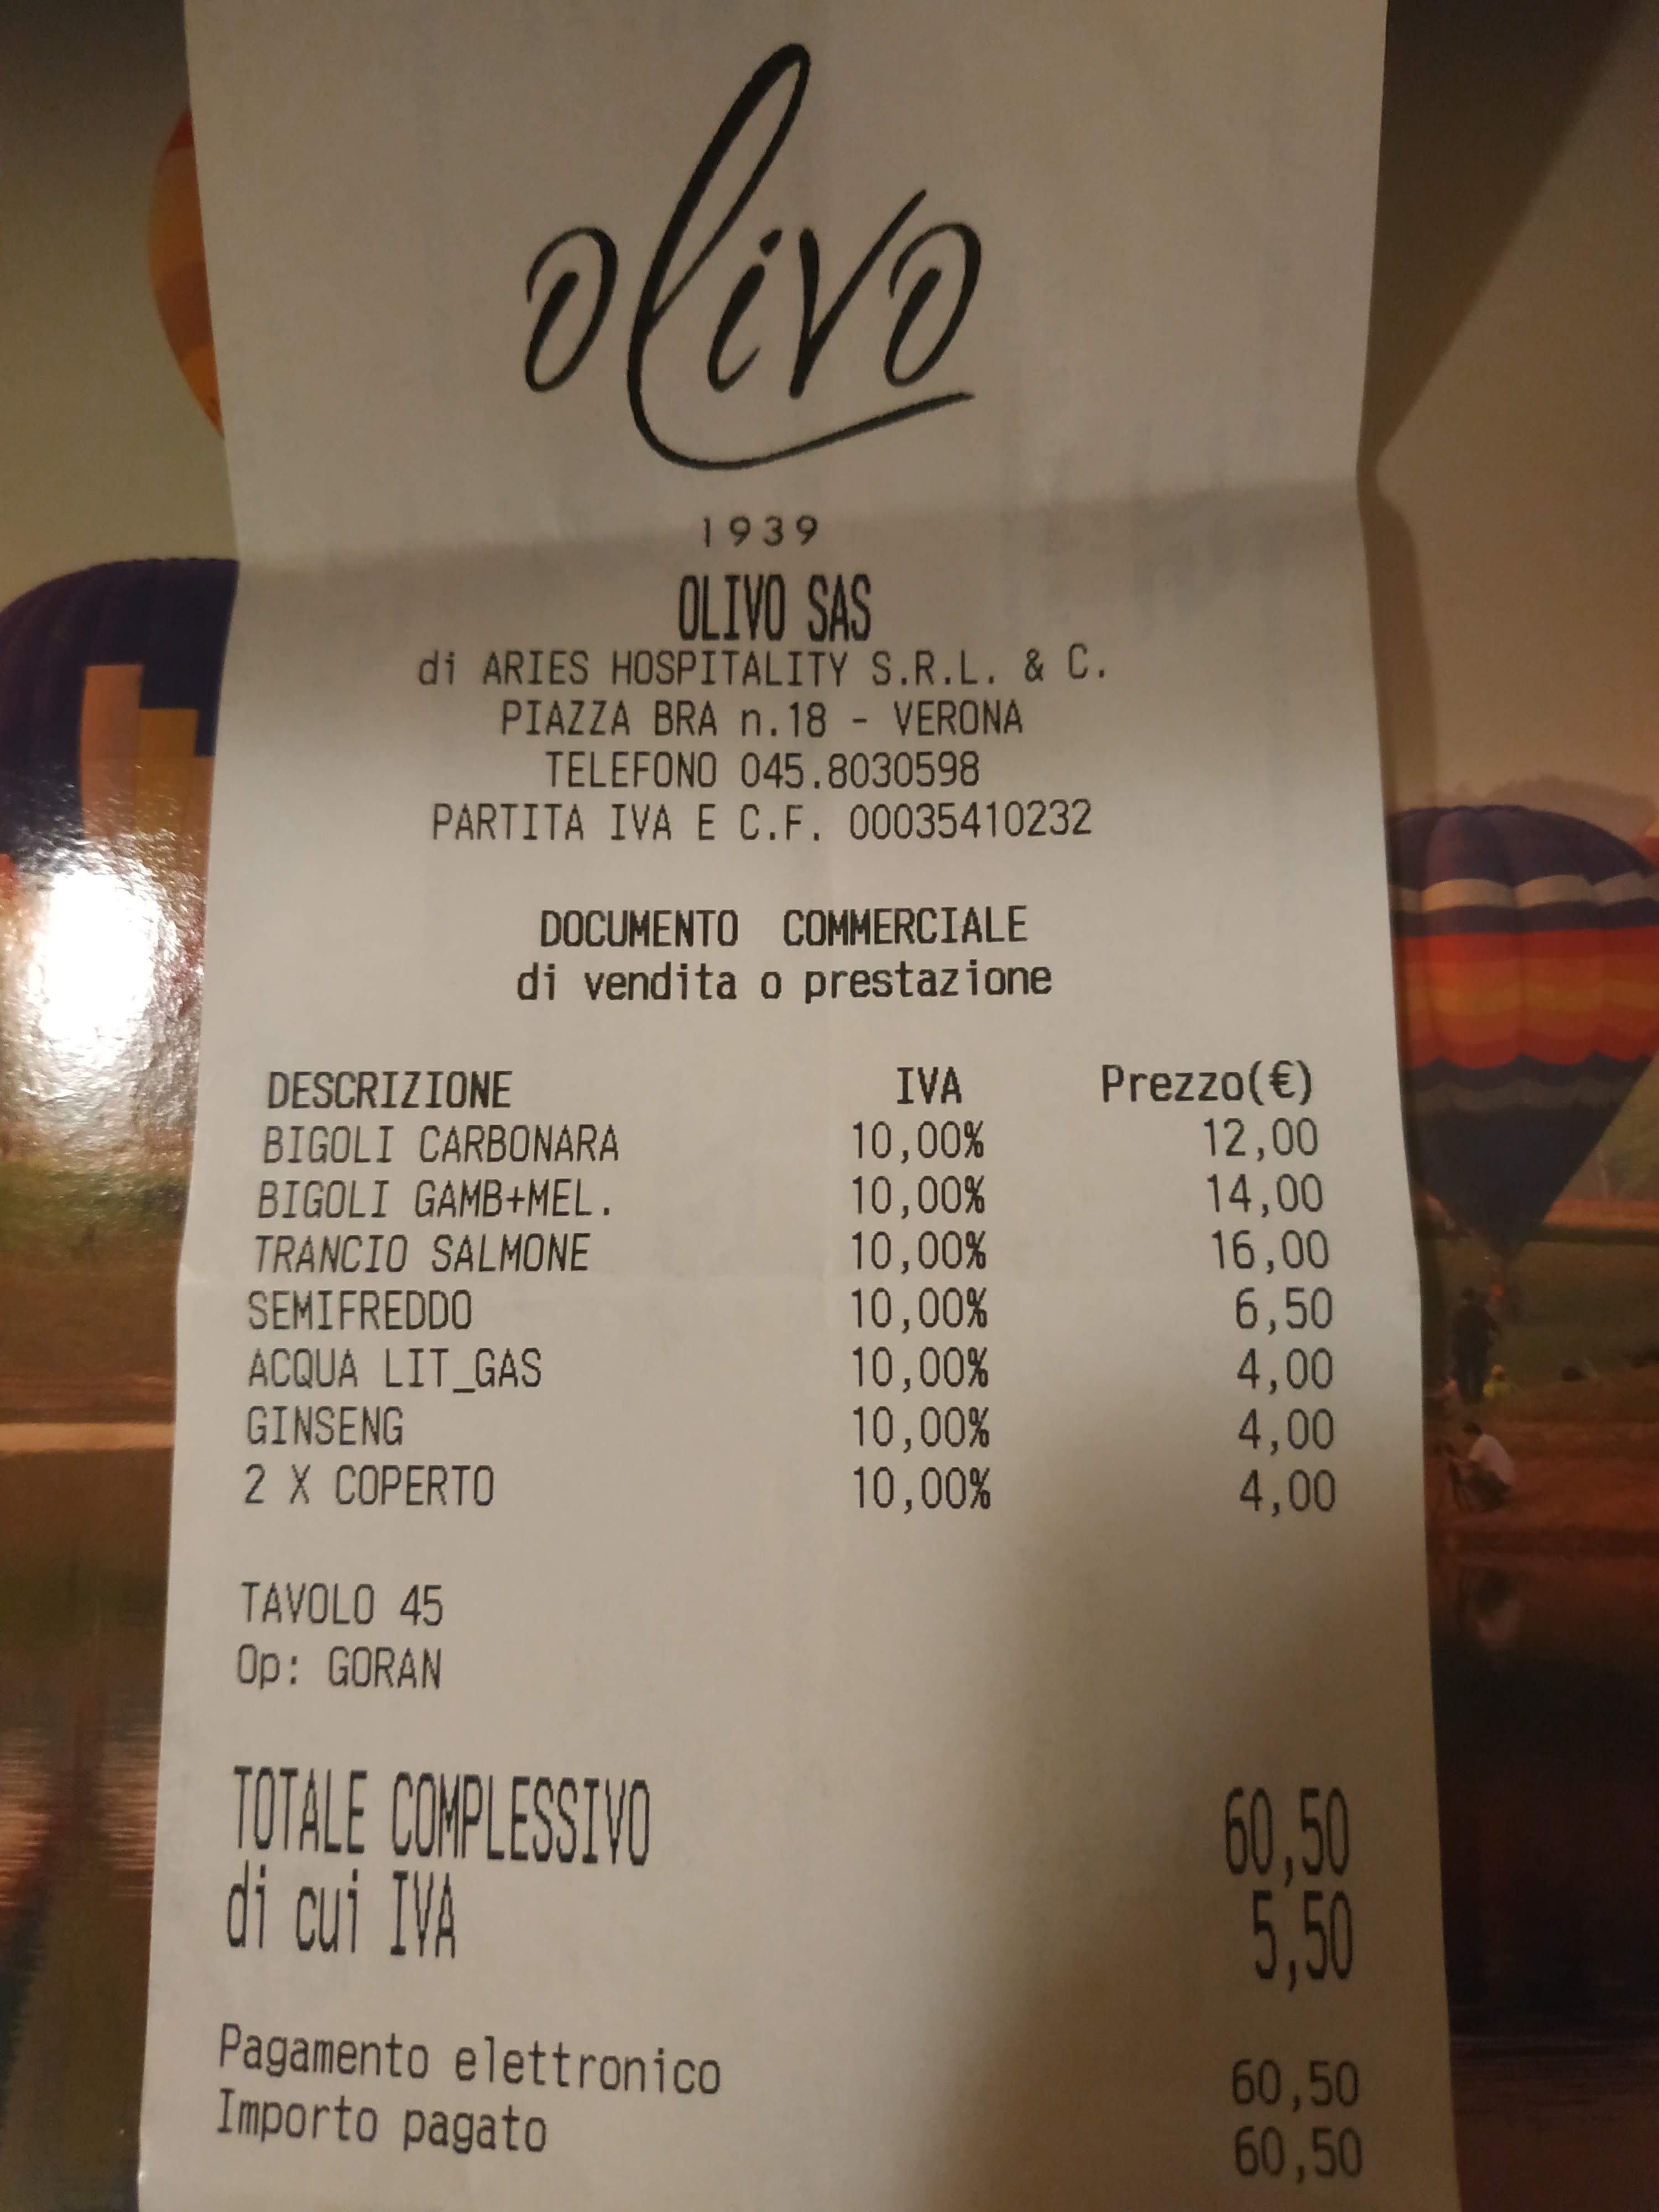 olivo
1939
OLIVO SAS
di ARIES HOSPITALITY S.R.L. & C.
PIAZZA BRA n.18 - VERONA
TELEFONO 045.8030598
PARTITA IVA E C.F. 00035410232
DOCUMENTO COMMERCIALE
di vendita o prestazione
DESCRIZIONE IVA Prezzo(€)
BIGOLI CARBONARA 10,00% 12,00
BIGOLI GAMB+MEL. 10,00% 14,00
TRANCIO SALMONE 10,00% 16,00
SEMIFREDDO 10,00% 6,50
ACQUA LIT_GAS 10,00% 4,00
GINSENG 10,00% 4,00
2 X COPERTO 10,00% 4,00
TAVOLO 45
Op: GORAN
TOTALE COMPLESSIVO 60,50
di cui IVA 5,50
Pagamento elettronico 60,50
Importo pagato 60,50